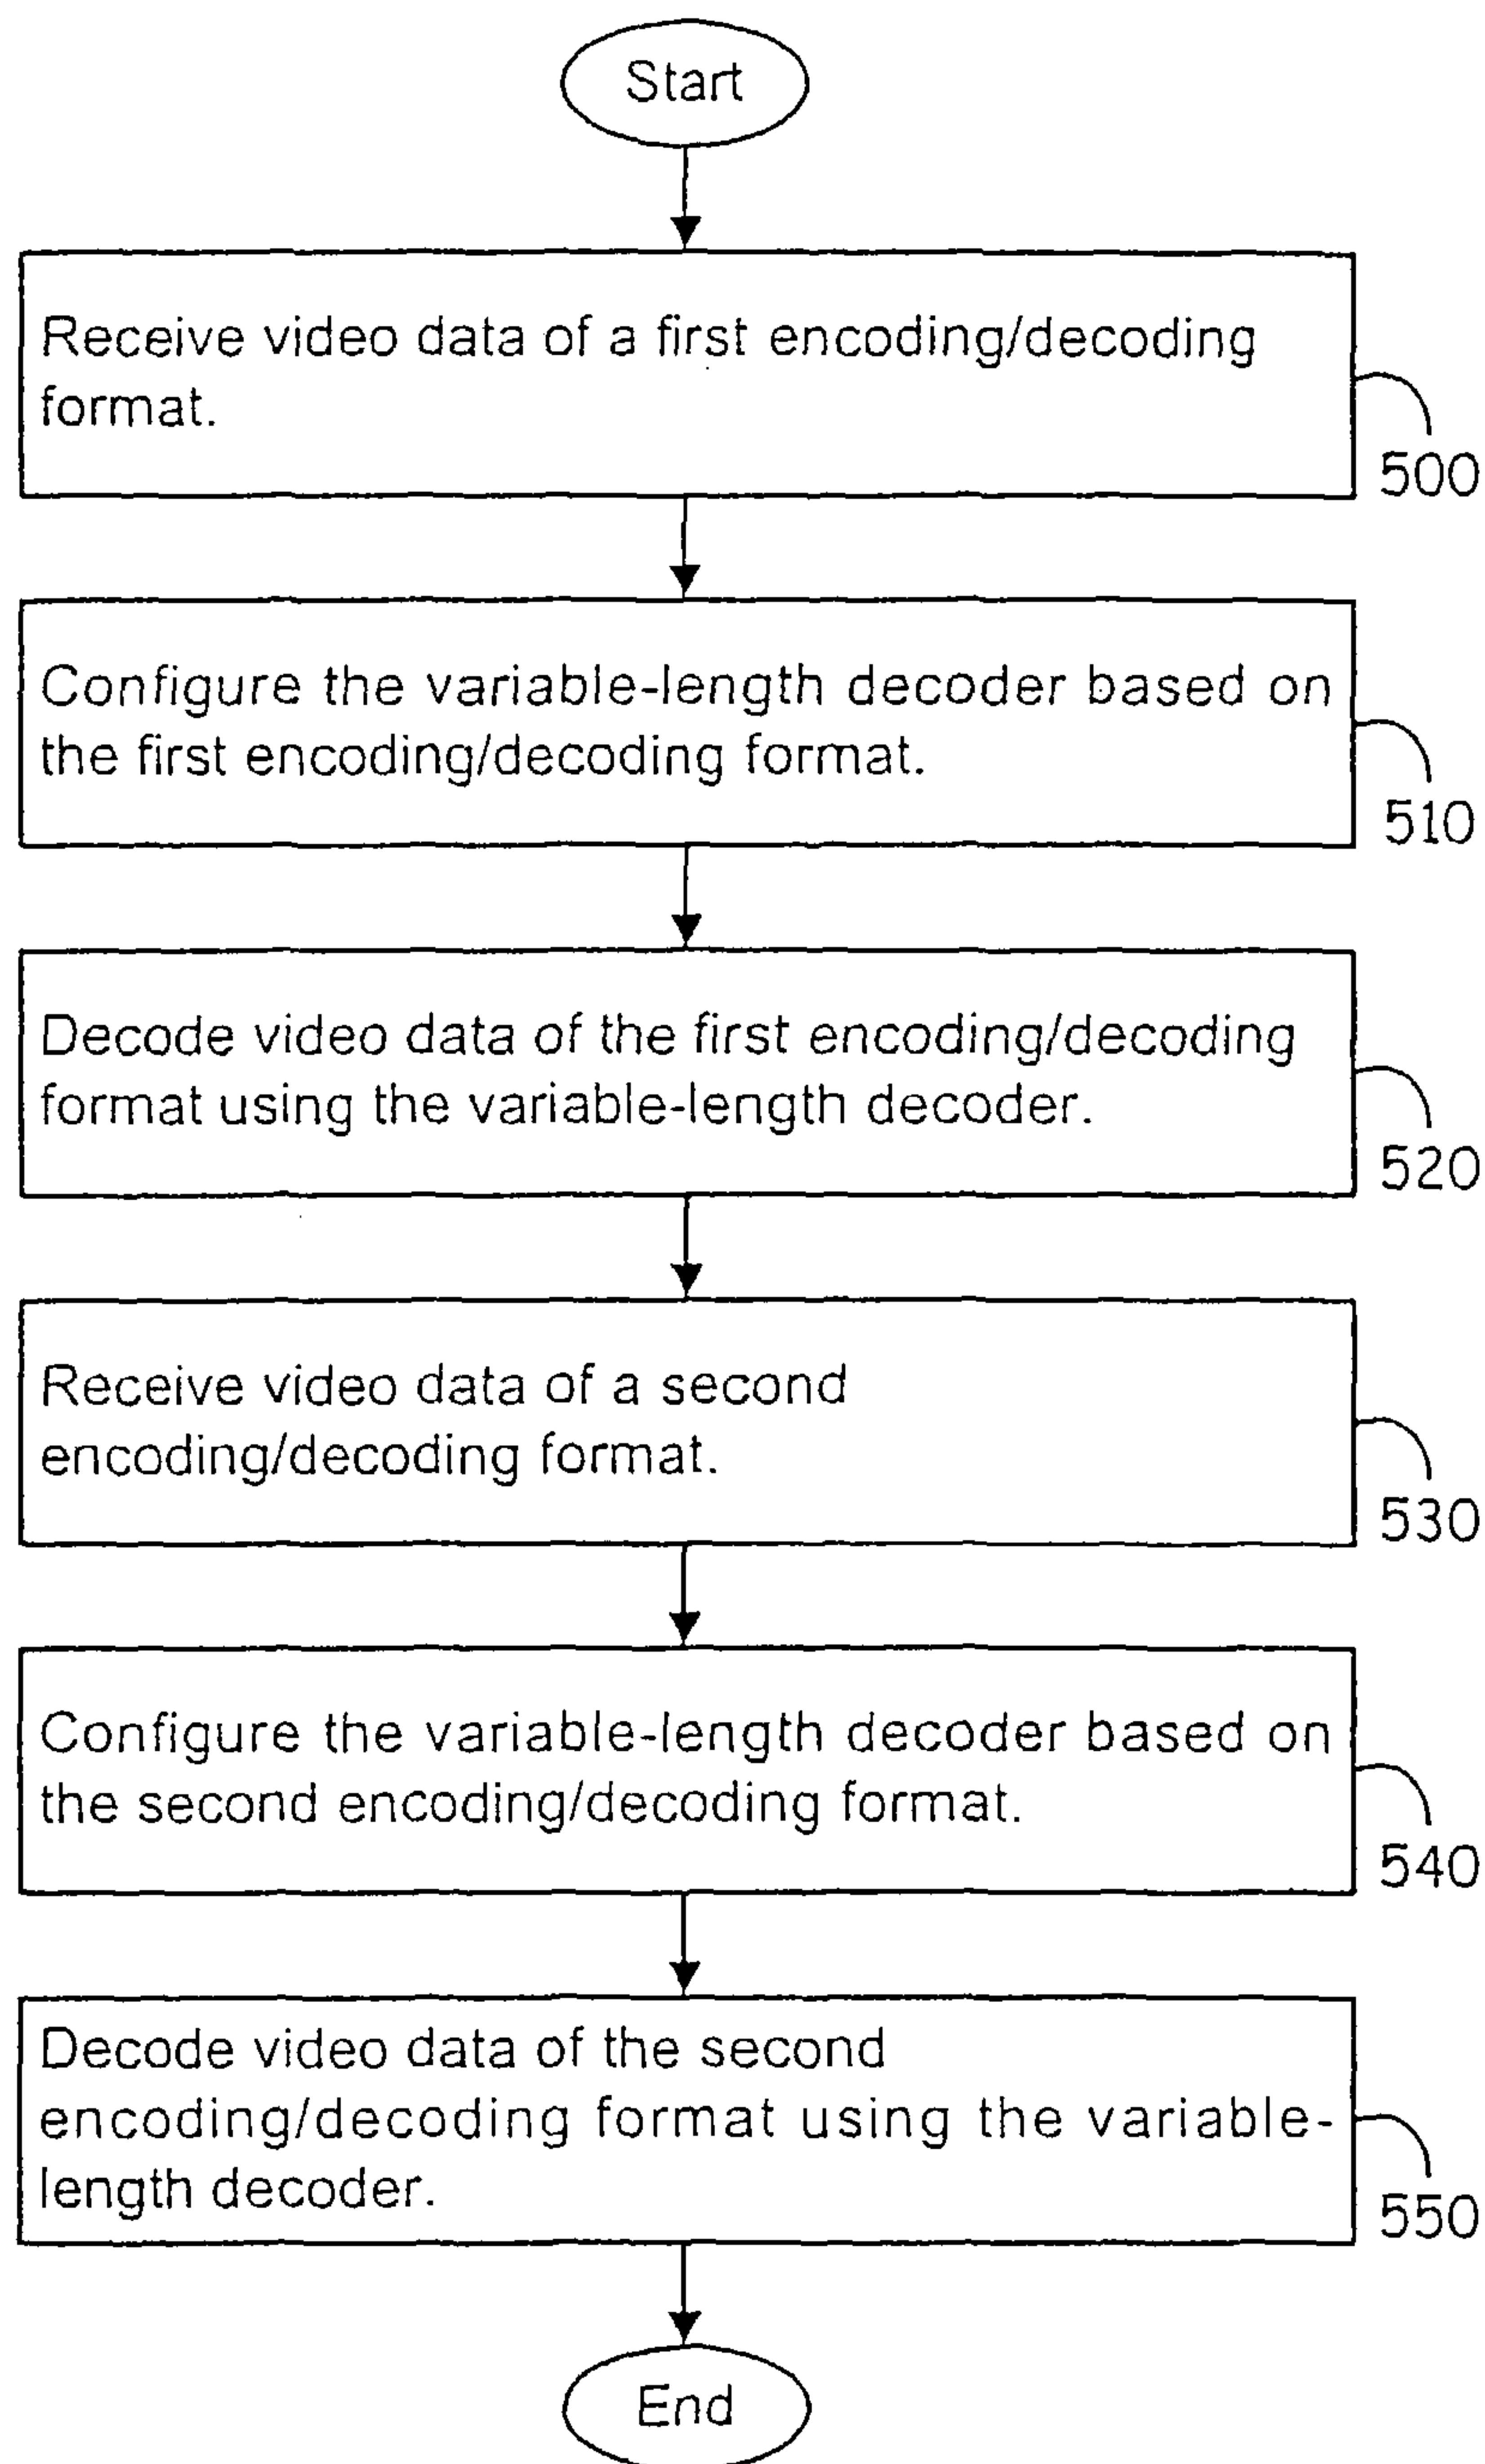 Start
Receive video data of a first encoding/decoding
format.
500
Configure the variable-length decoder based on
the first encoding/decoding format.
510
Decode video data of the first encoding/decoding
format using the variable-length decoder.
520
Receive video data of a second
encoding/decoding format.
530
Configure the variable-length decoder based on
the second encoding/decoding format.
540
Decode video data of the second
encoding/decoding format using the variable-
length decoder.
550
End